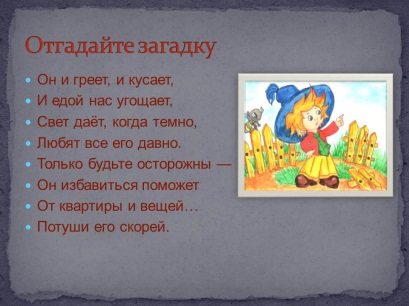 Отгадайте загадку
Он и греет, и кусает,
И едой нас угощает,
Свет даёт, когда темно,
Любят все его давно.
Только будьте осторожны —
Он избавиться поможет
От квартиры и вещей…
Потуши его скорей.